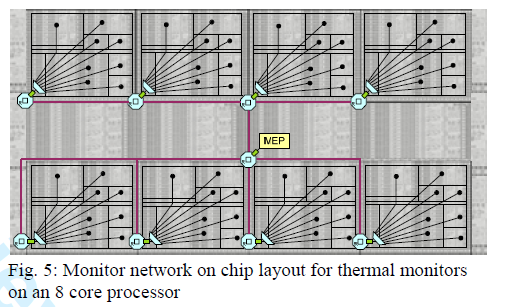 MEP
Fig. 5: Monitor network on chip layout for thermal monitors
on an 8 core processor